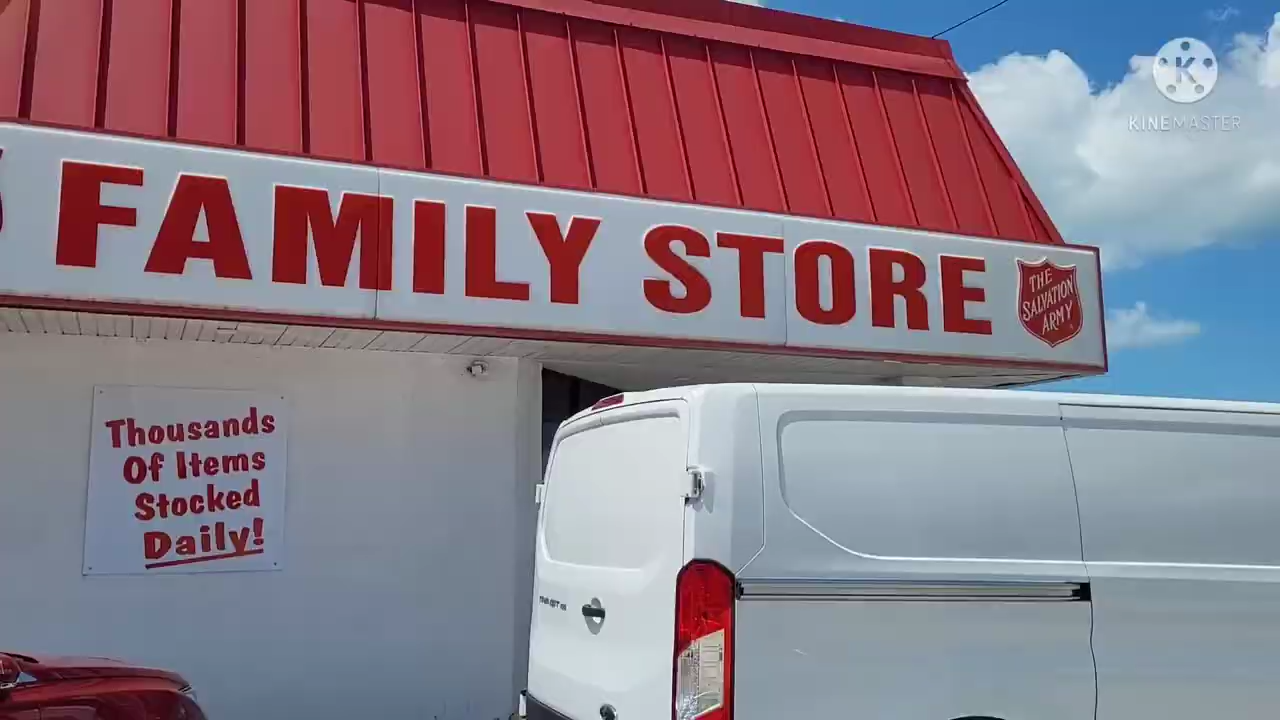 KINEMASTER
FAMILY STORE
THE
SALVATION
ARMY
Thousands
Of Items
Stocked
Daily!